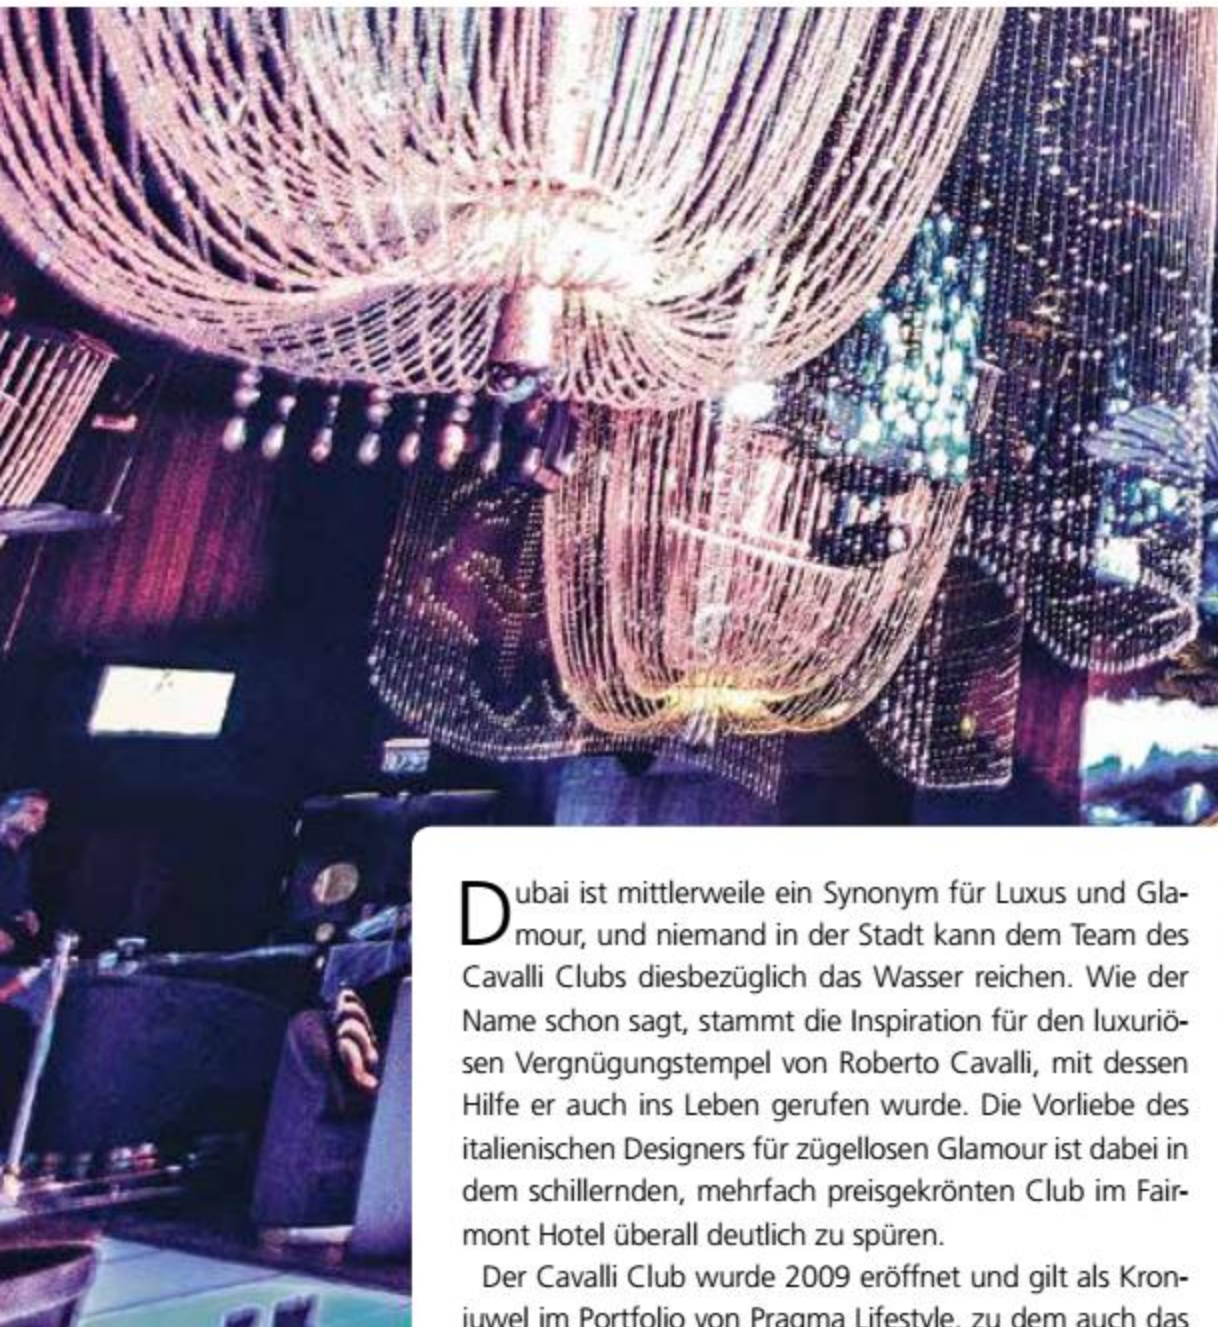 Dubai ist mittlerweile ein Synonym für Luxus und Gla-
mour, und niemand in der Stadt kann dem Team des
Cavalli Clubs diesbezüglich das Wasser reichen. Wie der
Name schon sagt, stammt die Inspiration für den luxuriö-
sen Vergnügungstempel von Roberto Cavalli, mit dessen
Hilfe er auch ins Leben gerufen wurde. Die Vorliebe des
italienischen Designers für zügellosen Glamour ist dabei in
dem schillernden, mehrfach preisgekrönten Club im Fair-
mont Hotel überall deutlich zu spüren.
Der Cavalli Club wurde 2009 eröffnet und gilt als Kron-
juwel im Portfolio von Pragma Lifestyle, zu dem auch das